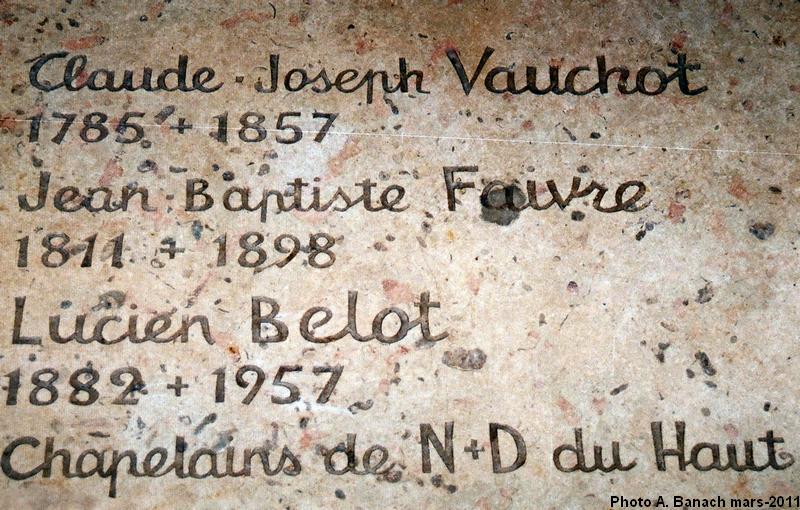 Claude-Joseph Vauchot
1785 + 1857
Jean-Baptiste Faivre
1811 + 1898
Lucien Belot
1882 + 1957
Chapelains de N+D du Haut
Photo A. Banach mars-2011